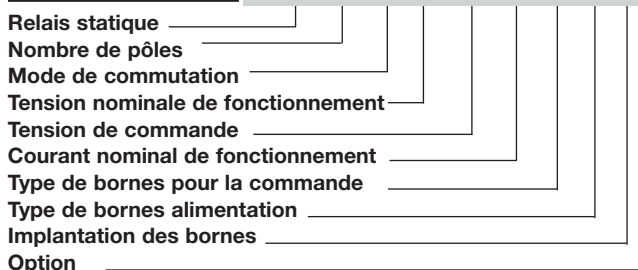 Relais statique
Nombre de pôles
Mode de commutation
Tension nominale de fonctionnement
Tension de commande
Courant nominal de fonctionnement
Type de bornes pour la commande
Type de bornes alimentation
Implantation des bornes
Option